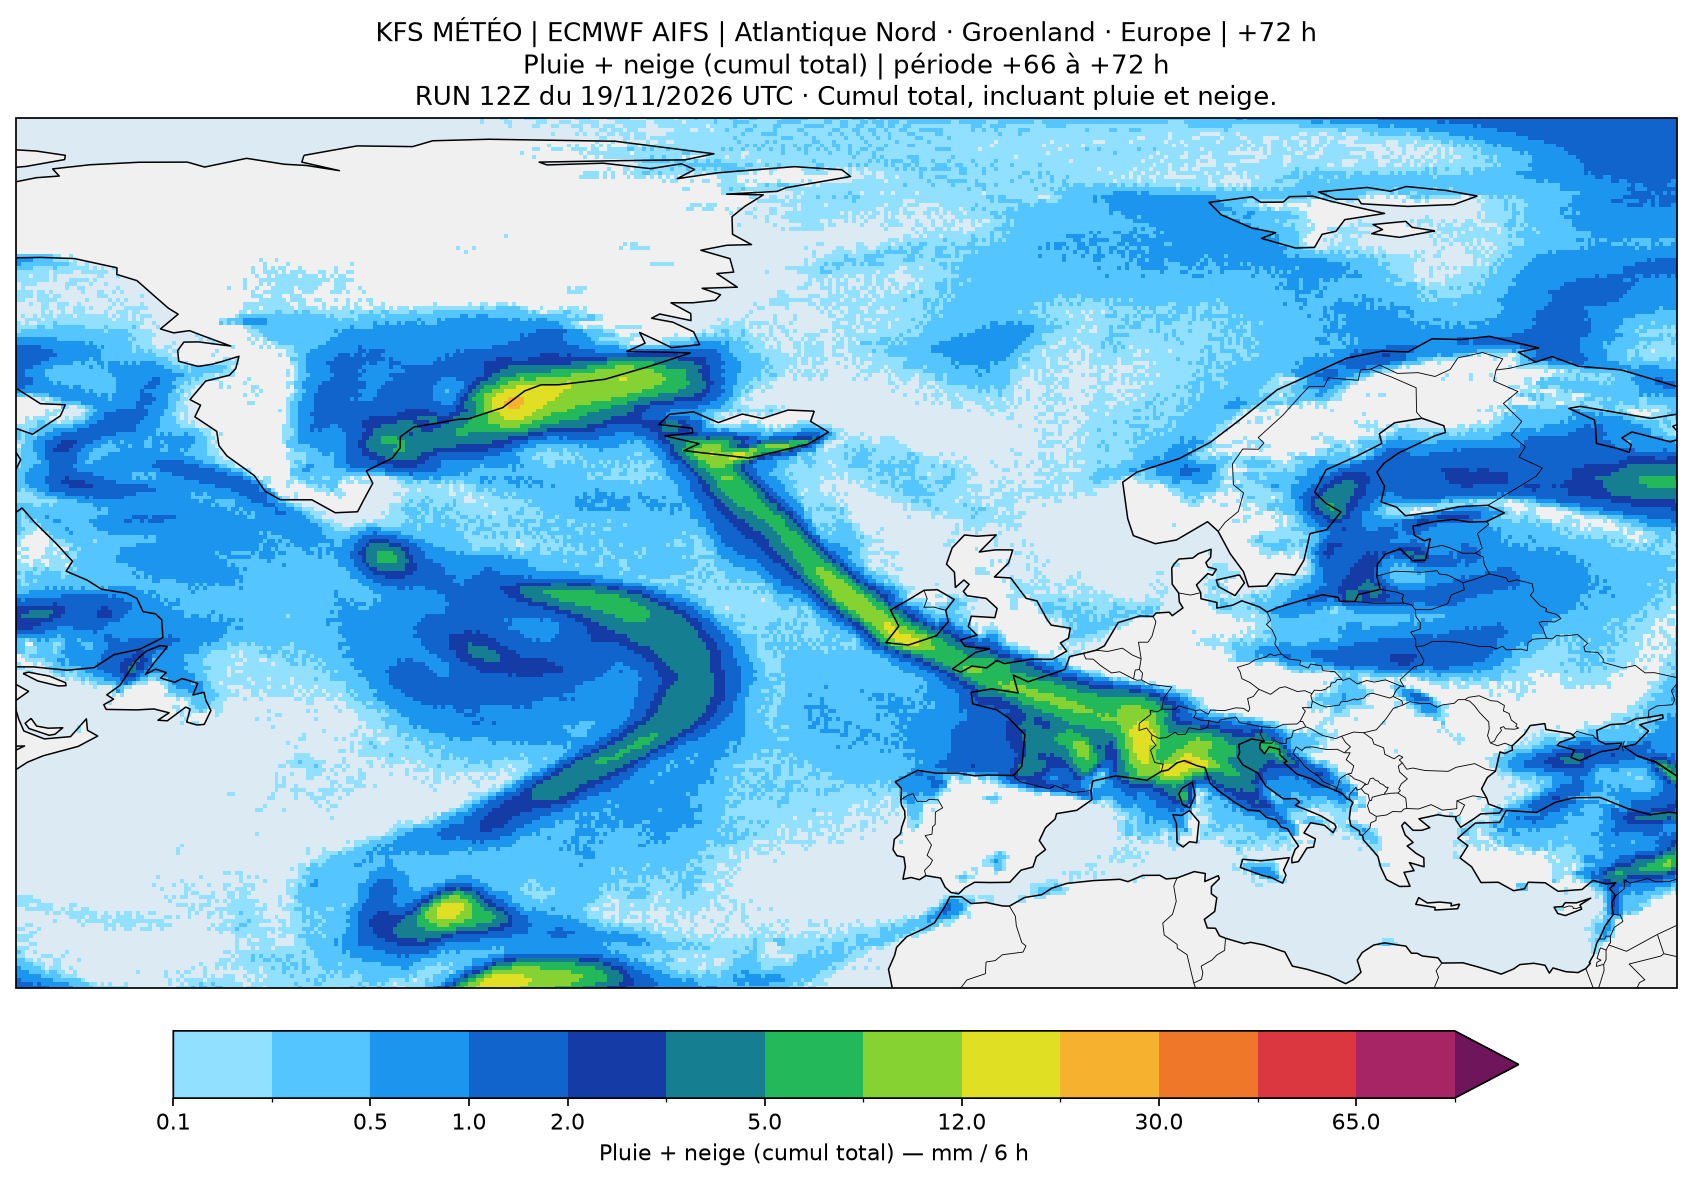 KFS MÉTÉO | ECMWF AIFS | Atlantique Nord · Groenland · Europe | +72 h
Pluie + neige (cumul total) | période +66 à +72 h
RUN 12Z du 19/11/2026 UTC · Cumul total, incluant pluie et neige.
0.1 0.5 1.0 2.0 5.0 12.0 30.0 65.0
Pluie + neige (cumul total) — mm / 6 h